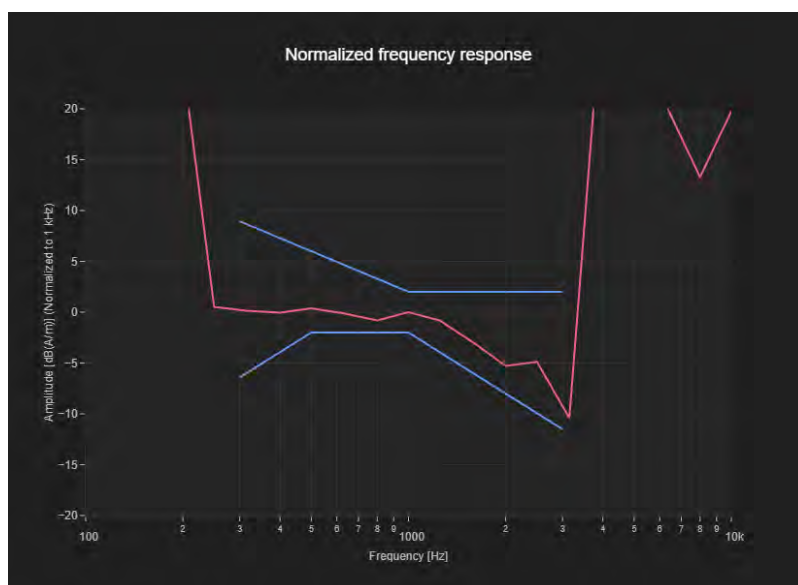 Normalized frequency response
Amplitude [dB(A/m)] (Normalized to 1 kHz)
20
15
10
5
0
−5
−10
−15
−20
100 2 3 4 5 6 7 8 9 1000 2 3 4 5 6 7 8 9 10k
Frequency [Hz]